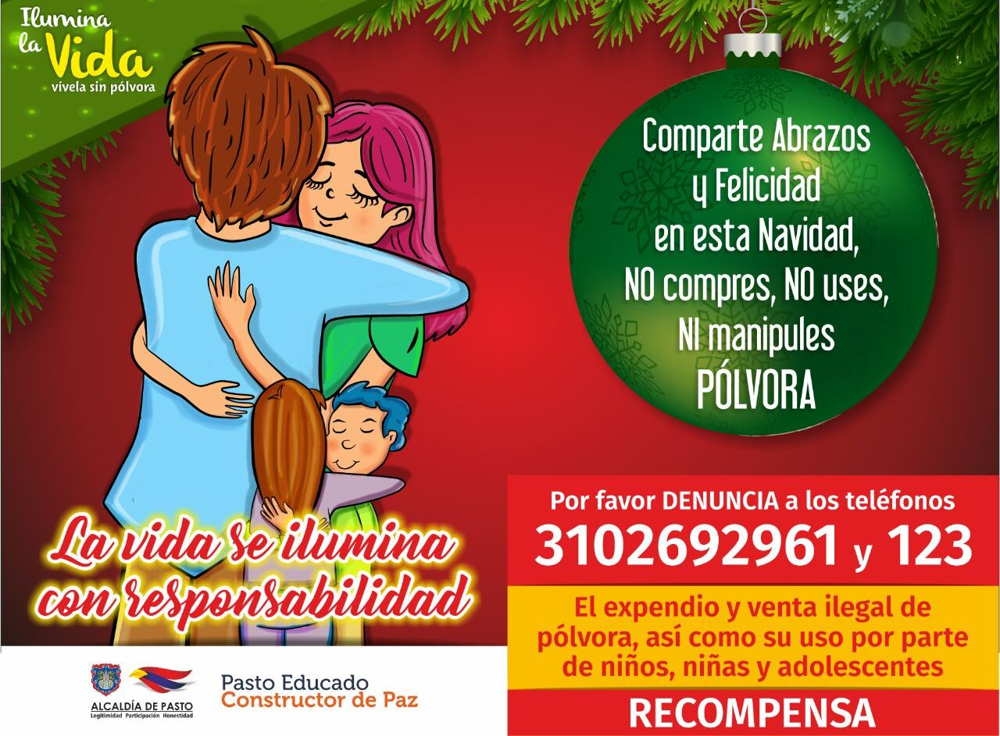 Ilumina
la Vida
vívela sin pólvora
Comparte Abrazos
y Felicidad
en esta Navidad,
NO compres, NO uses,
NI manipules
PÓLVORA
La vida se ilumina
con responsabilidad
Por favor DENUNCIA a los teléfonos
3102692961 y 123
El expendio y venta ilegal de
pólvora, así como su uso por parte
de niños, niñas y adolescentes
RECOMPENSA
ALCALDÍA DE PASTO
Legitimidad Participación Honestidad
Pasto Educado
Constructor de Paz